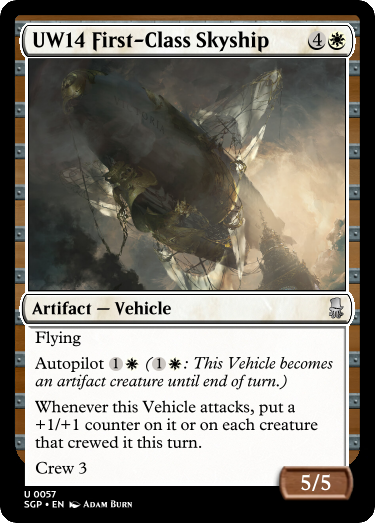 UW14 First-Class Skyship 4
Artifact — Vehicle
Flying
Autopilot 1 (1: This Vehicle becomes
an artifact creature until end of turn.)
Whenever this Vehicle attacks, put a
+1/+1 counter on it or on each creature
that crewed it this turn.
Crew 3
5/5
U 0057
SGP • EN Adam Burn